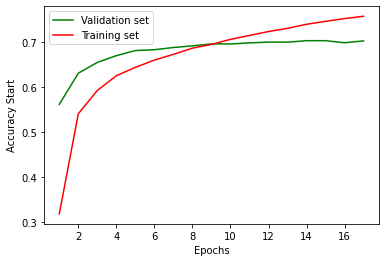 Validation set
Training set
0.7
0.6
0.5
0.4
0.3
Accuracy Start
2 4 6 8 10 12 14 16
Epochs